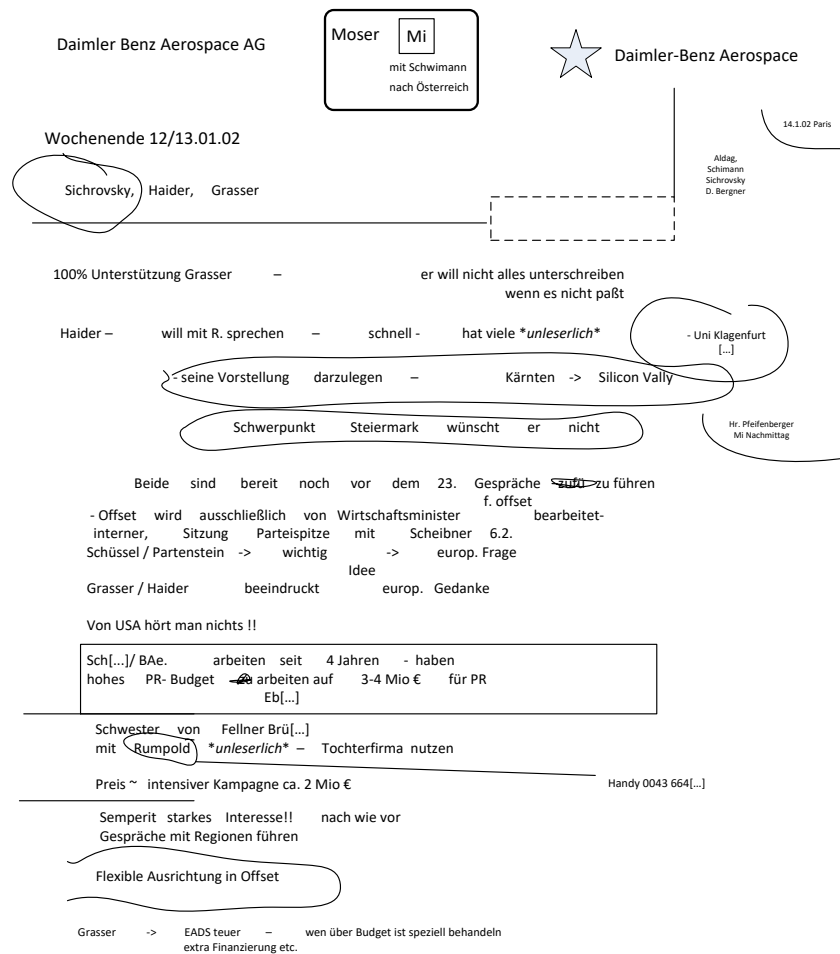 Daimler Benz Aerospace AG
Moser Mi
mit Schwimann
nach Österreich
Daimler-Benz Aerospace
14.1.02 Paris
Wochenende 12/13.01.02
Aldag,
Schimann
Sichrovsky
D. Bergner
Sichrovsky, Haider, Grasser
100% Unterstützung Grasser – er will nicht alles unterschreiben
wenn es nicht paßt
Haider – will mit R. sprechen – schnell - hat viele *unleserlich*
- Uni Klagenfurt
[...]
- seine Vorstellung darzulegen – Kärnten -> Silicon Vally
Schwerpunkt Steiermark wünscht er nicht
Hr. Pfeifenberger
Mi Nachmittag
Beide sind bereit noch vor dem 23. Gespräche -zufü zu führen
f. offset
- Offset wird ausschließlich von Wirtschaftsminister bearbeitet-
interner, Sitzung Parteispitze mit Scheibner 6.2.
Schüssel / Partenstein -> wichtig -> europ. Frage
Idee
Grasser / Haider beeindruckt europ. Gedanke
Von USA hört man nichts !!
Sch[...]/ BAe. arbeiten seit 4 Jahren - haben
hohes PR- Budget zu arbeiten auf 3-4 Mio € für PR
Eb[...]
Schwester von Fellner Brü[...]
mit Rumpold *unleserlich* – Tochterfirma nutzen
Preis ~ intensiver Kampagne ca. 2 Mio €
Handy 0043 664[...]
Semperit starkes Interesse!! nach wie vor
Gespräche mit Regionen führen
Flexible Ausrichtung in Offset
Grasser -> EADS teuer – wen über Budget ist speziell behandeln
extra Finanzierung etc.